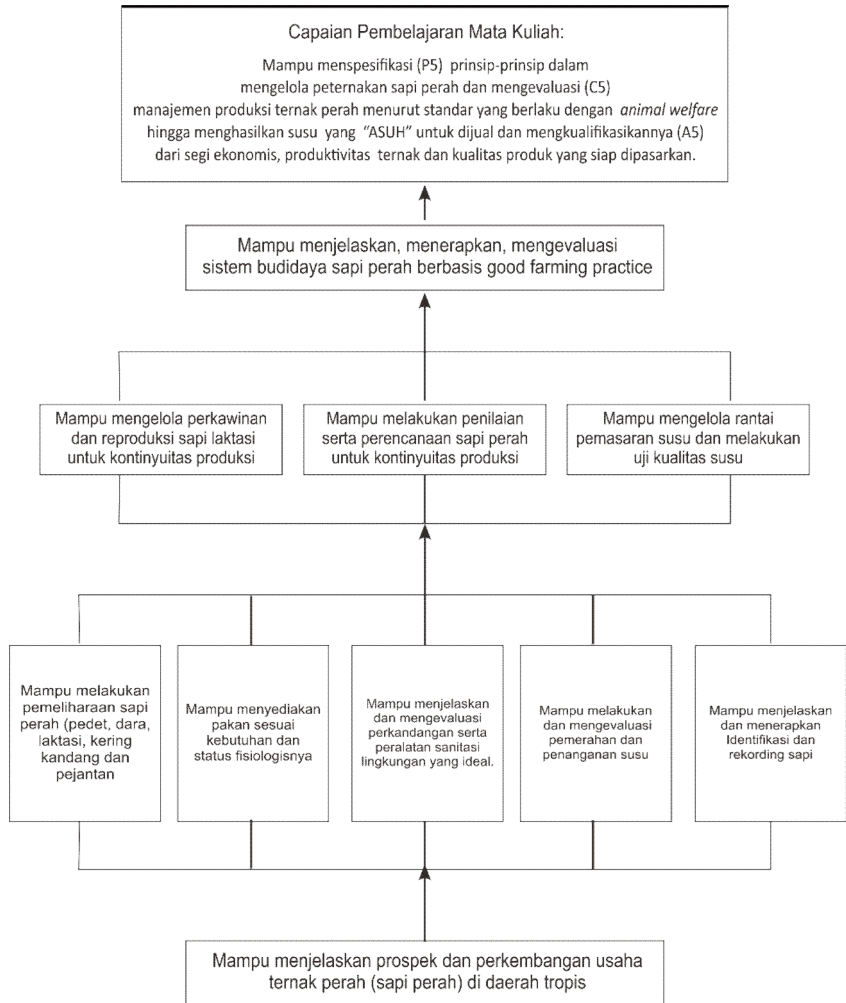 Capaian Pembelajaran Mata Kuliah:
Mampu menspesifikasi (P5) prinsip-prinsip dalam
mengelola peternakan sapi perah dan mengevaluasi (C5)
manajemen produksi ternak perah menurut standar yang berlaku dengan animal welfare
hingga menghasilkan susu yang “ASUH” untuk dijual dan mengkualifikasikannya (A5)
dari segi ekonomis, produktivitas ternak dan kualitas produk yang siap dipasarkan.
Mampu menjelaskan, menerapkan, mengevaluasi
sistem budidaya sapi perah berbasis good farming practice
Mampu mengelola perkawinan
dan reproduksi sapi laktasi
untuk kontinyuitas produksi
Mampu melakukan penilaian
serta perencanaan sapi perah
untuk kontinyuitas produksi
Mampu mengelola rantai
pemasaran susu dan melakukan
uji kualitas susu
Mampu melakukan
pemeliharaan sapi
perah (pedet, dara,
laktasi, kering
kandang dan
pejantan
Mampu menyediakan
pakan sesuai
kebutuhan dan
status fisiologisnya
Mampu menjelaskan
dan mengevaluasi
perkandangan serta
peralatan sanitasi
lingkungan yang ideal.
Mampu melakukan
dan mengevaluasi
pemerahan dan
penanganan susu
Mampu menjelaskan
dan menerapkan
Identifikasi dan
rekording sapi
Mampu menjelaskan prospek dan perkembangan usaha
ternak perah (sapi perah) di daerah tropis